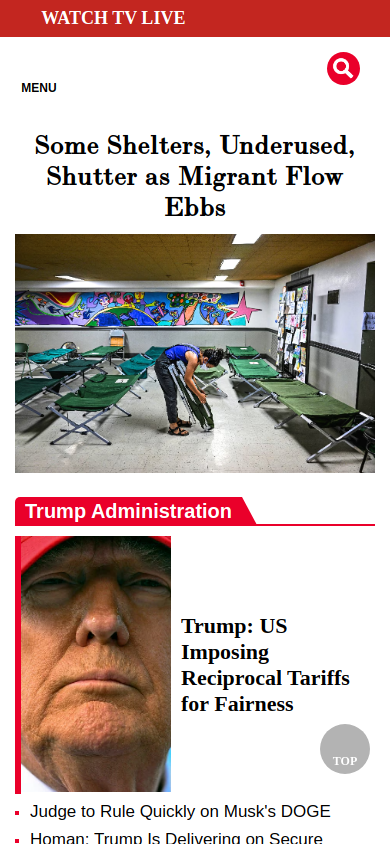 WATCH TV LIVE
MENU
Some Shelters, Underused,
Shutter as Migrant Flow
Ebbs
Trump Administration
Trump: US
Imposing
Reciprocal Tariffs
for Fairness
TOP
Judge to Rule Quickly on Musk's DOGE
Homan: Trump Is Delivering on Secure